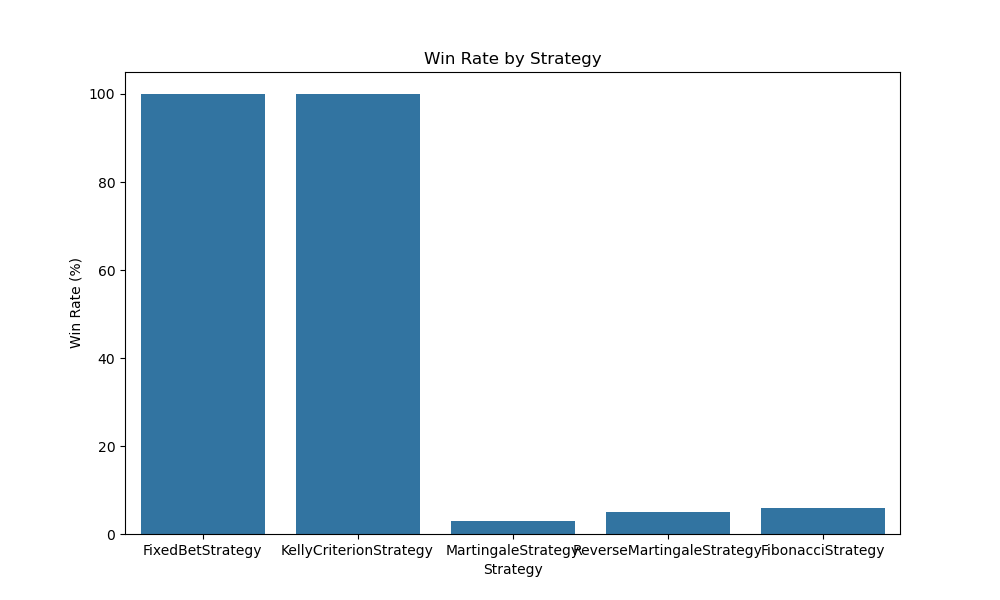 Win Rate by Strategy
100
80
60
40
20
0
Win Rate (%)
FixedBetStrategy
KellyCriterionStrategy
MartingaleStrategy
ReverseMartingaleStrategy
FibonacciStrategy
Strategy